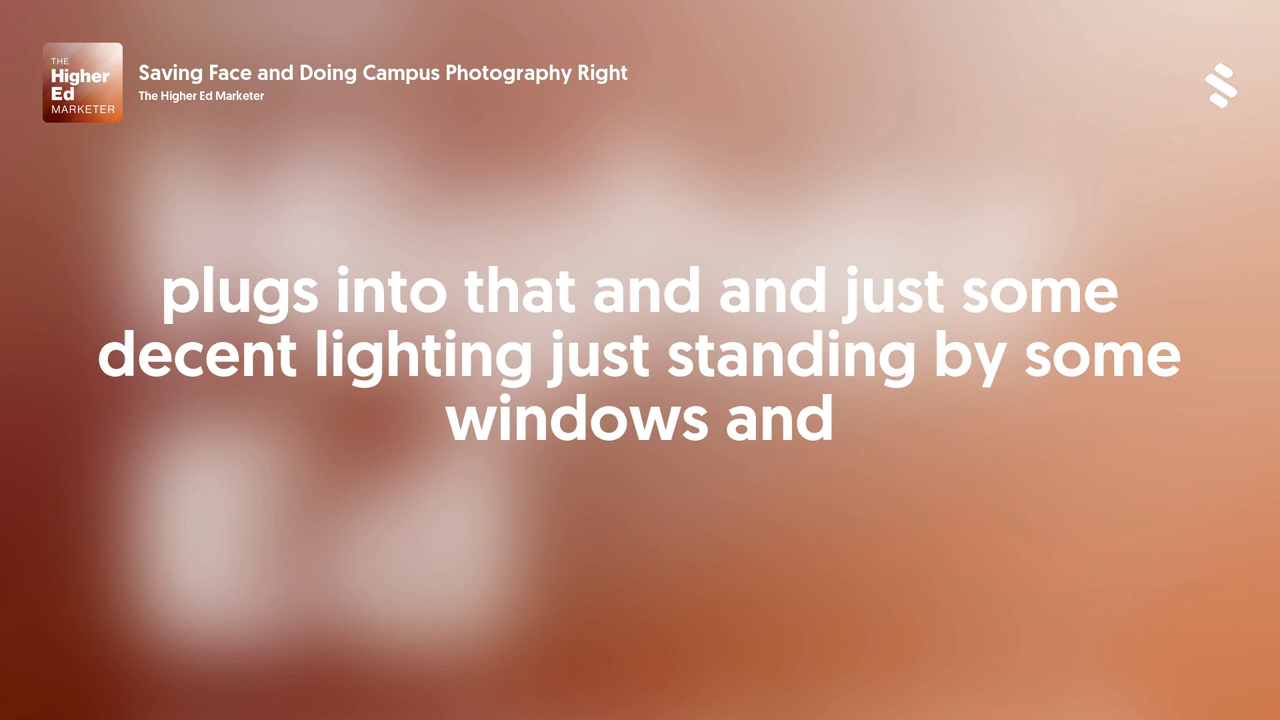 THE
Higher
Ed
MARKETER
Saving Face and Doing Campus Photography Right
The Higher Ed Marketer
plugs into that and and just some
decent lighting just standing by some
windows and